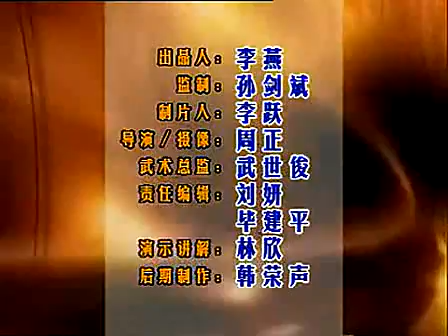 出品人：李燕
监制：孙剑斌
制片人：李跃
导演/摄像：周正
武术总监：武世俊
责任编辑：刘妍
毕建平
演示讲解：林欣
后期制作：韩荣声